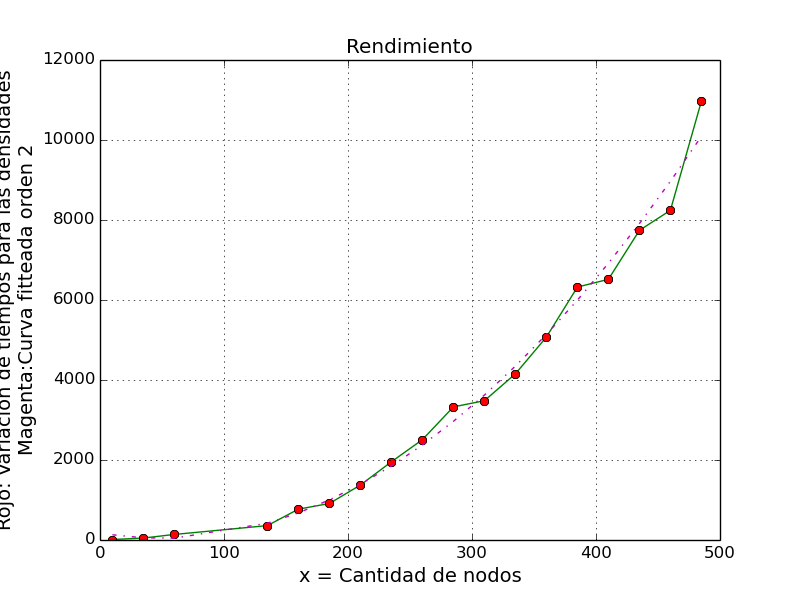 Rendimiento
Rojo: Variacion de tiempos para las densidades
Magenta:Curva fitteada orden 2
12000
10000
8000
6000
4000
2000
0
0 100 200 300 400 500
x = Cantidad de nodos